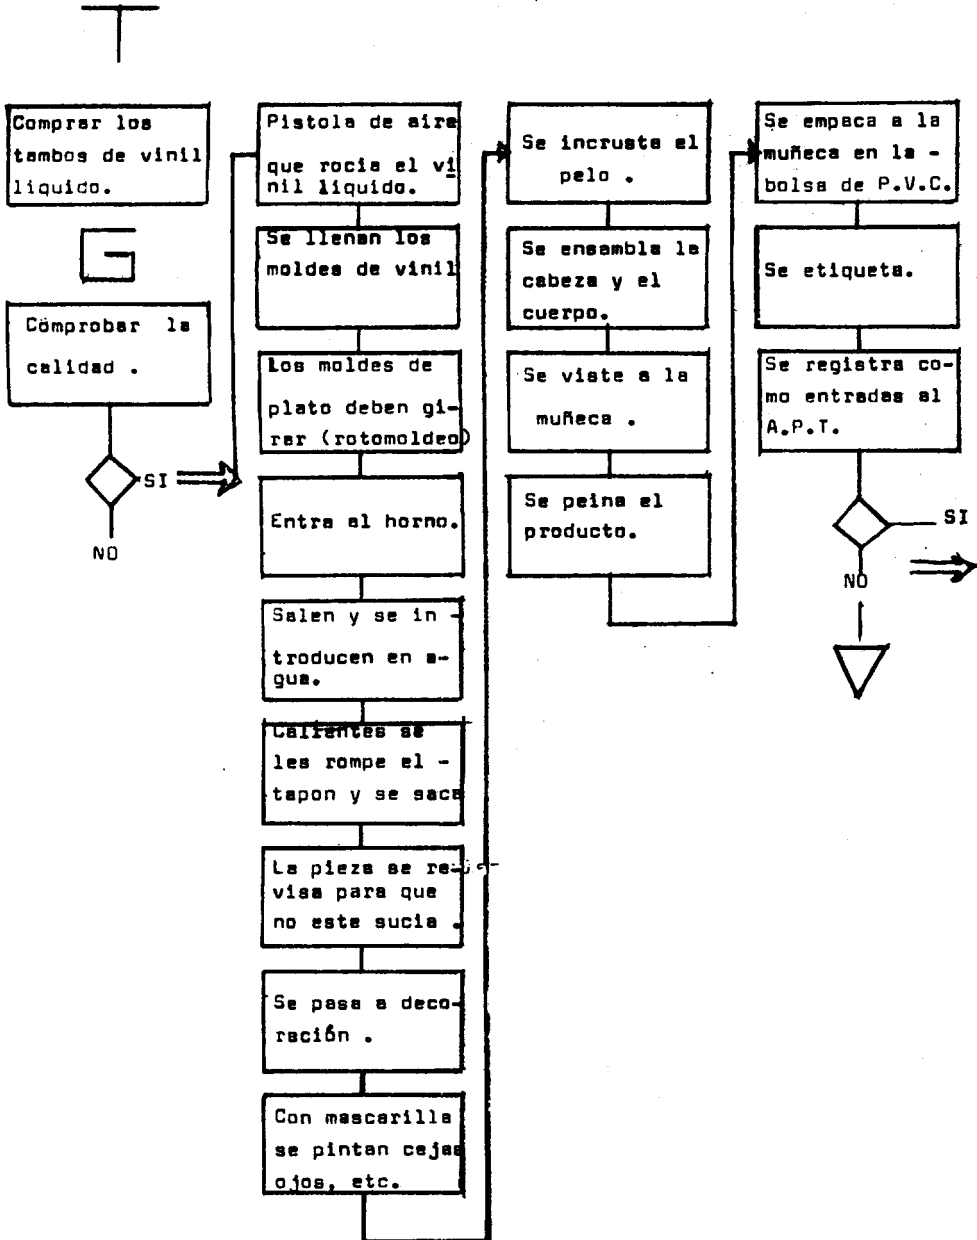 Comprar los
tambos de vinil
liquido.
Comprobar la
calidad .
SI
NO
Pistola de aire
que rocia el vi
nil liquido.
Se llenan los
moldes de vinil
Los moldes de
plato deben gi-
rar (rotomoldeo)
Entra al horno.
Salen y se in -
troducen en a-
gua.
Calientes se
les rompe el -
tapon y se saca
La pieza se re-
visa para que
no este sucia .
Se pasa a deco-
ración .
Con mascarilla
se pintan cejas
ojos, etc.
Se incrusta el
pelo .
Se ensambla la
cabeza y el
cuerpo.
Se viste a la
muñeca .
Se peina el
producto.
Se empaca a la
muñeca en la -
bolsa de P.V.C.
Se etiqueta.
Se registra co-
mo entradas al
A.P.T.
SI
NO